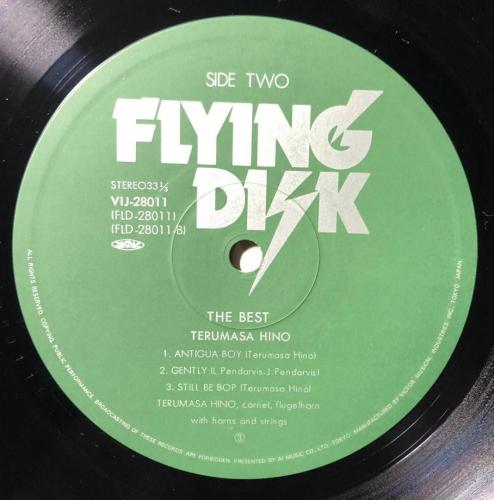 SIDE TWO
FLYING
DISK
STEREO33⅓
VIJ-28011
(FLD-28011)
(FLD-28011-B)
THE BEST
TERUMASA HINO
1. ANTIGUA BOY (Terumasa Hino)
2. GENTLY (L.Pendarvis-J.Pendarvis)
3. STILL BE BOP (Terumasa Hino)
TERUMASA HINO, cornet, flugelhorn
with horns and strings
ALL RIGHTS RESERVED. COPYING, PUBLIC PERFORMANCE, BROADCASTING OF THESE RECORDS ARE FORBIDDEN. PRESENTED BY AI MUSIC CO., LTD., TOKYO. MANUFACTURED BY VICTOR MUSICAL INDUSTRIES INC., TOKYO, JAPAN.